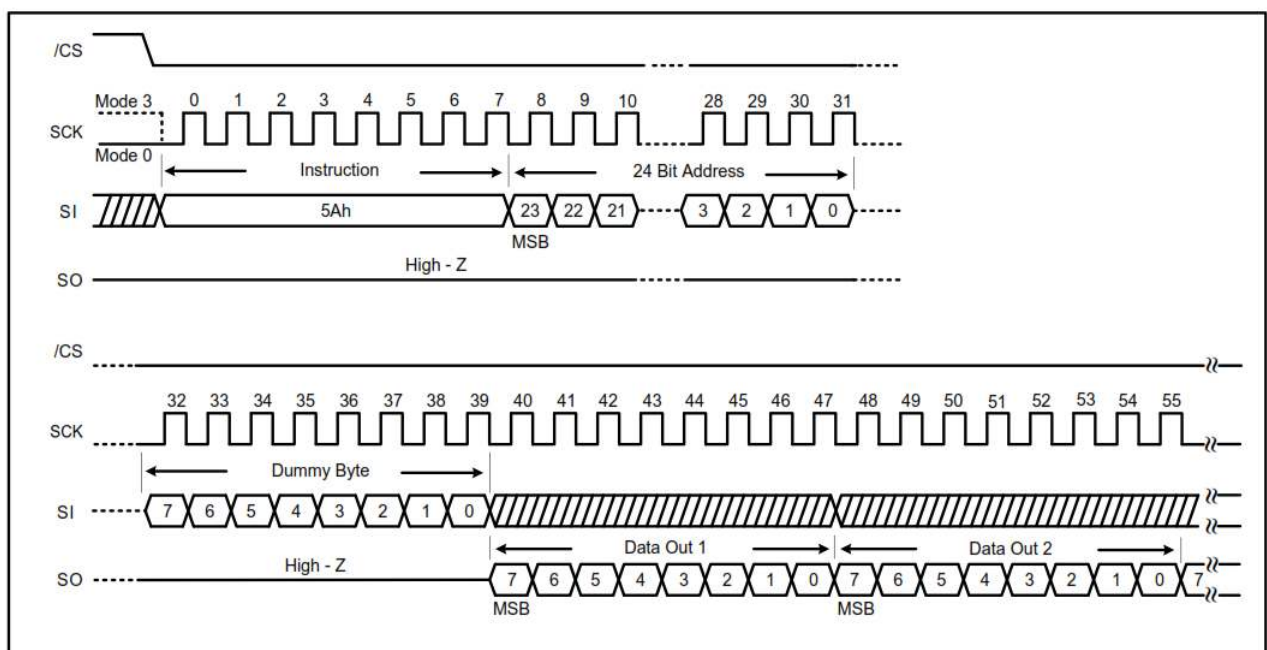 /CS
Mode 3 0 1 2 3 4 5 6 7 8 9 10 28 29 30 31
SCK
Mode 0
Instruction 24 Bit Address
SI 5Ah 23 22 21 3 2 1 0
MSB
High - Z
SO
/CS
32 33 34 35 36 37 38 39 40 41 42 43 44 45 46 47 48 49 50 51 52 53 54 55
SCK
Dummy Byte
SI 7 6 5 4 3 2 1 0
Data Out 1 Data Out 2
High - Z
SO 7 6 5 4 3 2 1 0 7 6 5 4 3 2 1 0 7
MSB MSB